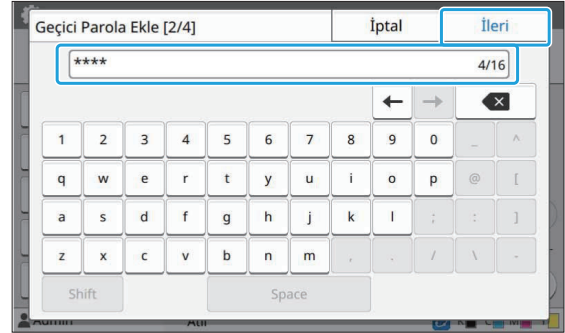 Geçici Parola Ekle [2/4] İptal İleri
**** 4/16
← → ×
1 2 3 4 5 6 7 8 9 0 _ ^
q w e r t y u i o p @ [
a s d f g h j k l ; : ]
z x c v b n m , . / \ -
Shift Space
Admin Atıl K C M Y